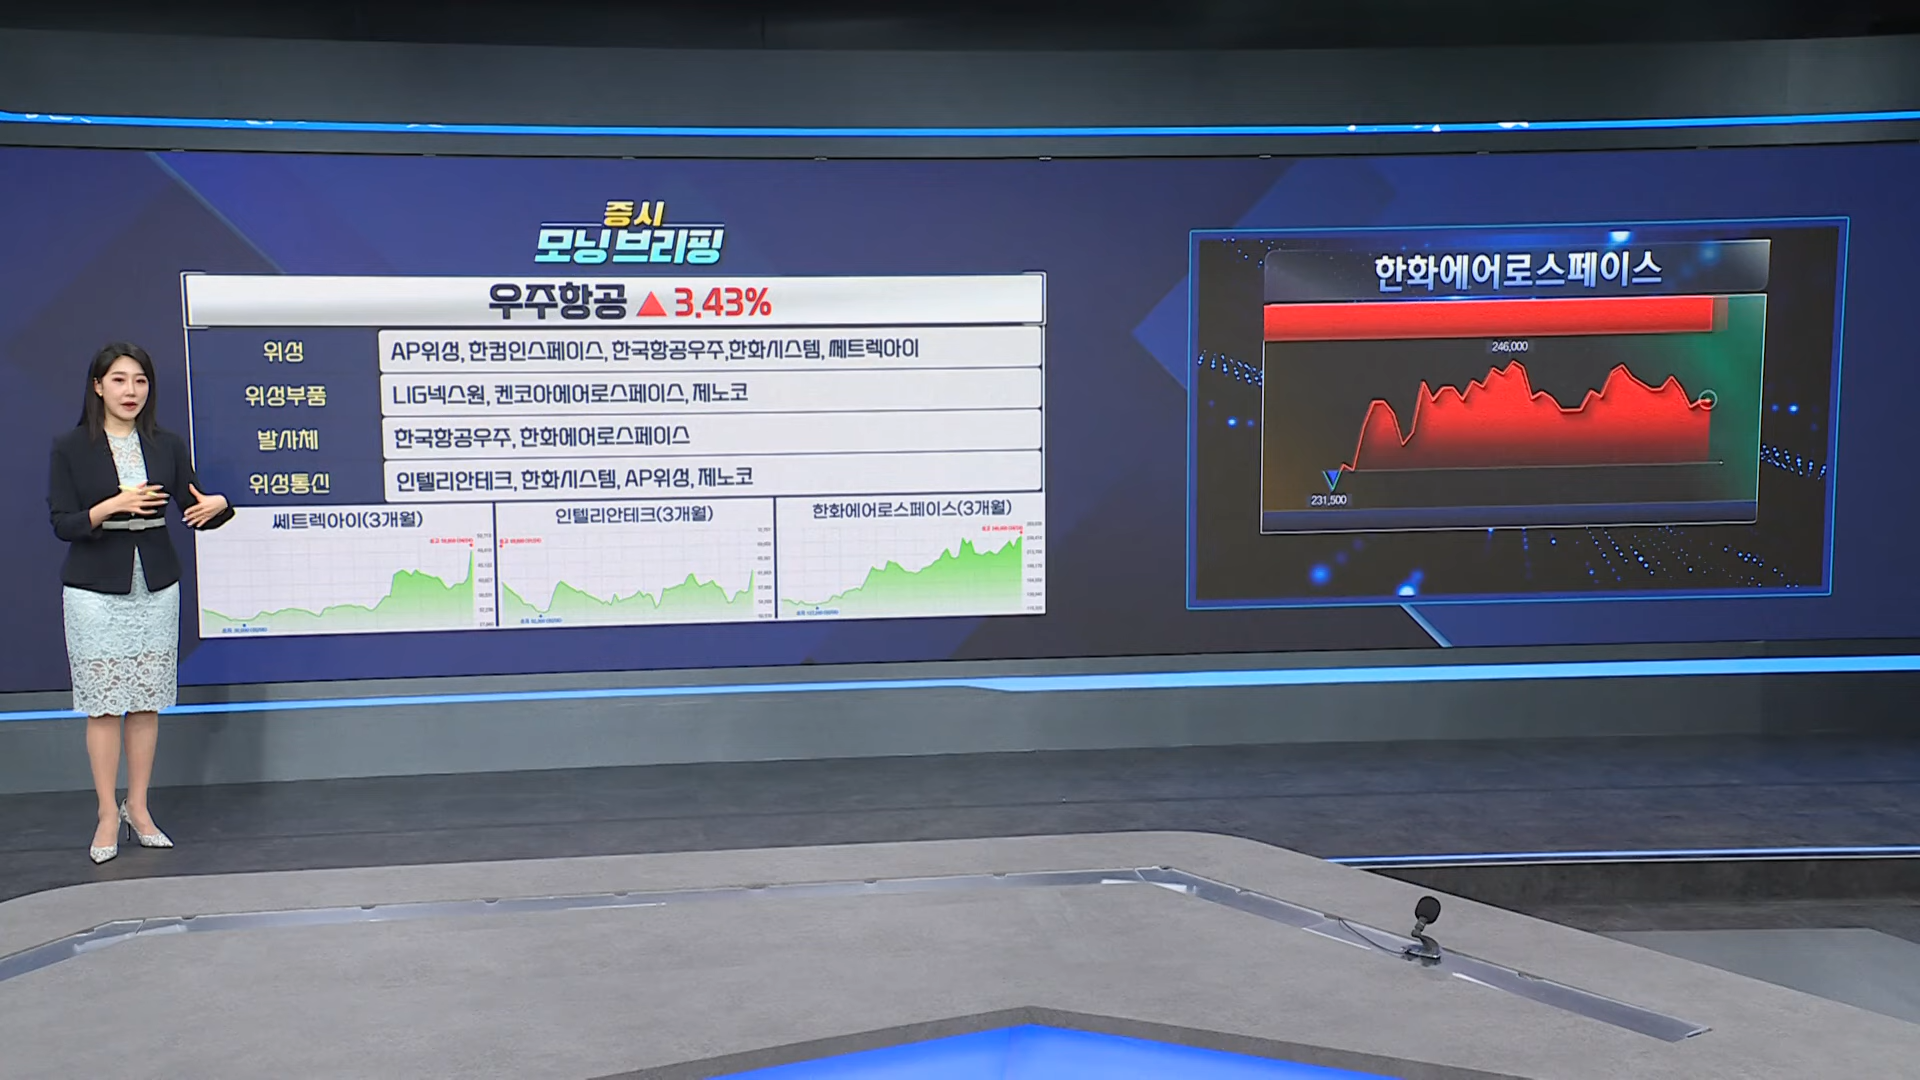 증시
모닝브리핑
우주항공 ▲ 3.43%
위성
AP위성, 한컴인스페이스, 한국항공우주,한화시스템, 쎄트렉아이
위성부품
LIG넥스원, 켄코아에어로스페이스, 제노코
발사체
한국항공우주, 한화에어로스페이스
위성통신
인텔리안테크, 한화시스템, AP위성, 제노코
쎄트렉아이(3개월)
인텔리안테크(3개월)
한화에어로스페이스(3개월)
한화에어로스페이스
246,000
231,500